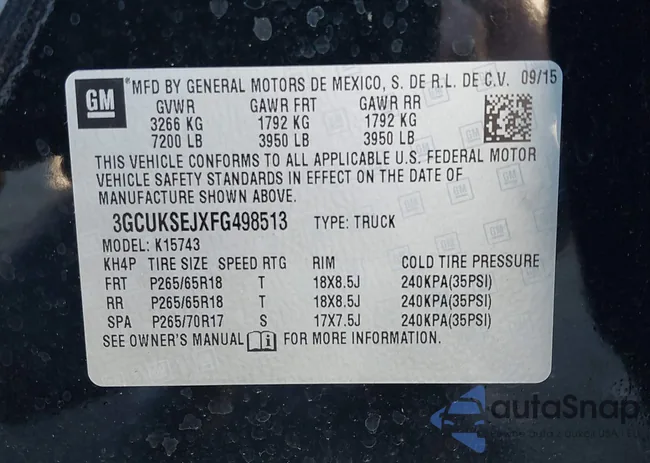 GM
*MFD BY GENERAL MOTORS DE MEXICO, S. DE R.L. DE C.V. 09/15
GVWR GAWR FRT GAWR RR
3266 KG 1792 KG 1792 KG
7200 LB 3950 LB 3950 LB
THIS VEHICLE CONFORMS TO ALL APPLICABLE U.S. FEDERAL MOTOR
VEHICLE SAFETY STANDARDS IN EFFECT ON THE DATE OF
MANUFACTURE SHOWN ABOVE.
3GCUKSEJXFG498513 TYPE: TRUCK
MODEL: K15743
KH4P TIRE SIZE SPEED RTG RIM COLD TIRE PRESSURE
FRT P265/65R18 T 18X8.5J 240KPA(35PSI)
RR P265/65R18 T 18X8.5J 240KPA(35PSI)
SPA P265/70R17 S 17X7.5J 240KPA(35PSI)
SEE OWNER'S MANUAL FOR MORE INFORMATION.
autoSnap